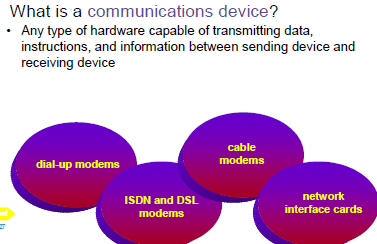 What is a communications device?
• Any type of hardware capable of transmitting data,
instructions, and information between sending device and
receiving device
dial-up modems
ISDN and DSL
modems
cable
modems
network
interface cards
27